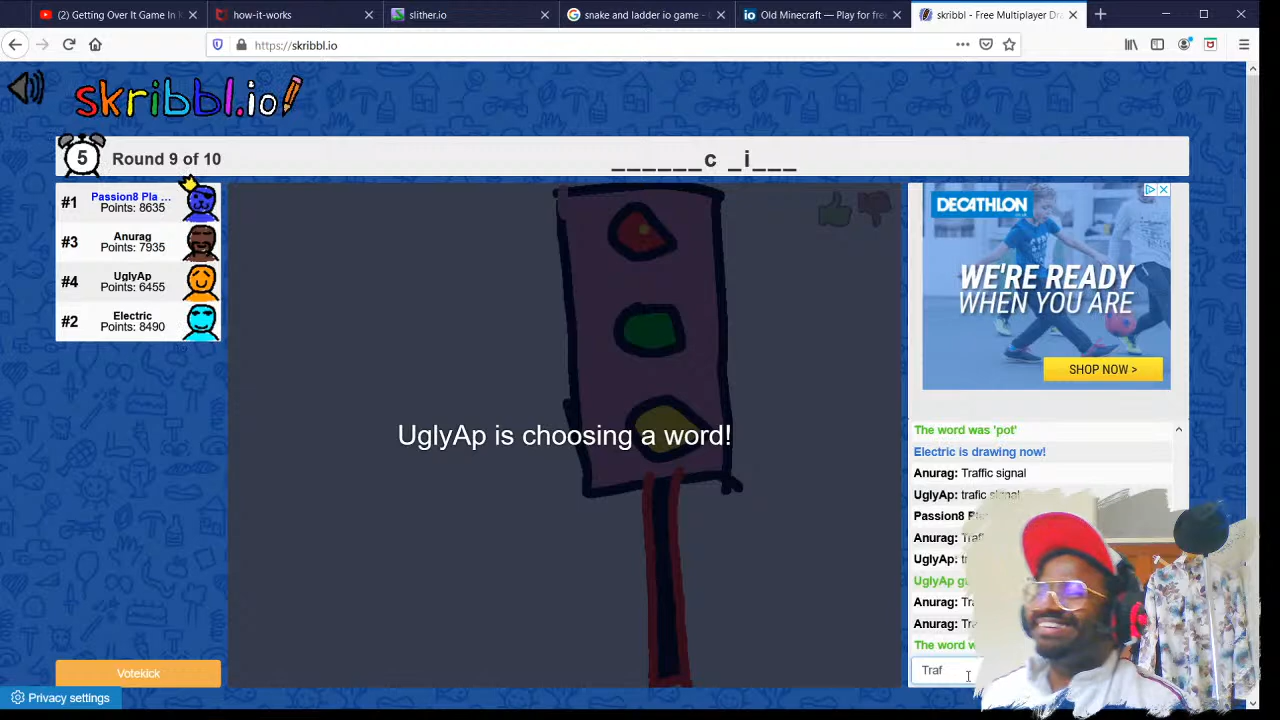 (2) Getting Over It Game In
how-it-works
slither.io
snake and ladder io game -
Old Minecraft — Play for fre
skribbl - Free Multiplayer Dra
https://skribbl.io
skribbl.io
5
Round 9 of 10
______c _i___
#1
Passion8 Pla ...
Points: 8635
#3
Anurag
Points: 7935
#4
UglyAp
Points: 6455
#2
Electric
Points: 8490
UglyAp is choosing a word!
DECATHLON
WE'RE READY
WHEN YOU ARE
SHOP NOW >
The word was 'pot'
Electric is drawing now!
Anurag: Traffic signal
UglyAp: trafic signal
Passion8
Anurag:
UglyAp:
UglyAp
Anurag:
Anurag:
The word
Traf
Votekick
Privacy settings